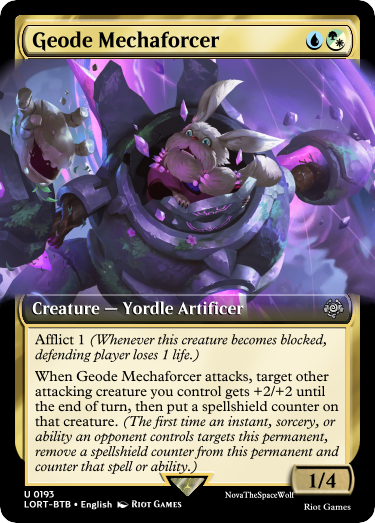 Geode Mechaforcer
Creature — Yordle Artificer
Afflict 1 (Whenever this creature becomes blocked,
defending player loses 1 life.)
When Geode Mechaforcer attacks, target other
attacking creature you control gets +2/+2 until
the end of turn, then put a spellshield counter on
that creature. (The first time an instant, sorcery, or
ability an opponent controls targets this permanent,
remove a spellshield counter from this permanent and
counter that spell or ability.)
1/4
U 0193
NovaTheSpaceWolf
LORT-BTB • English Riot Games
Riot Games